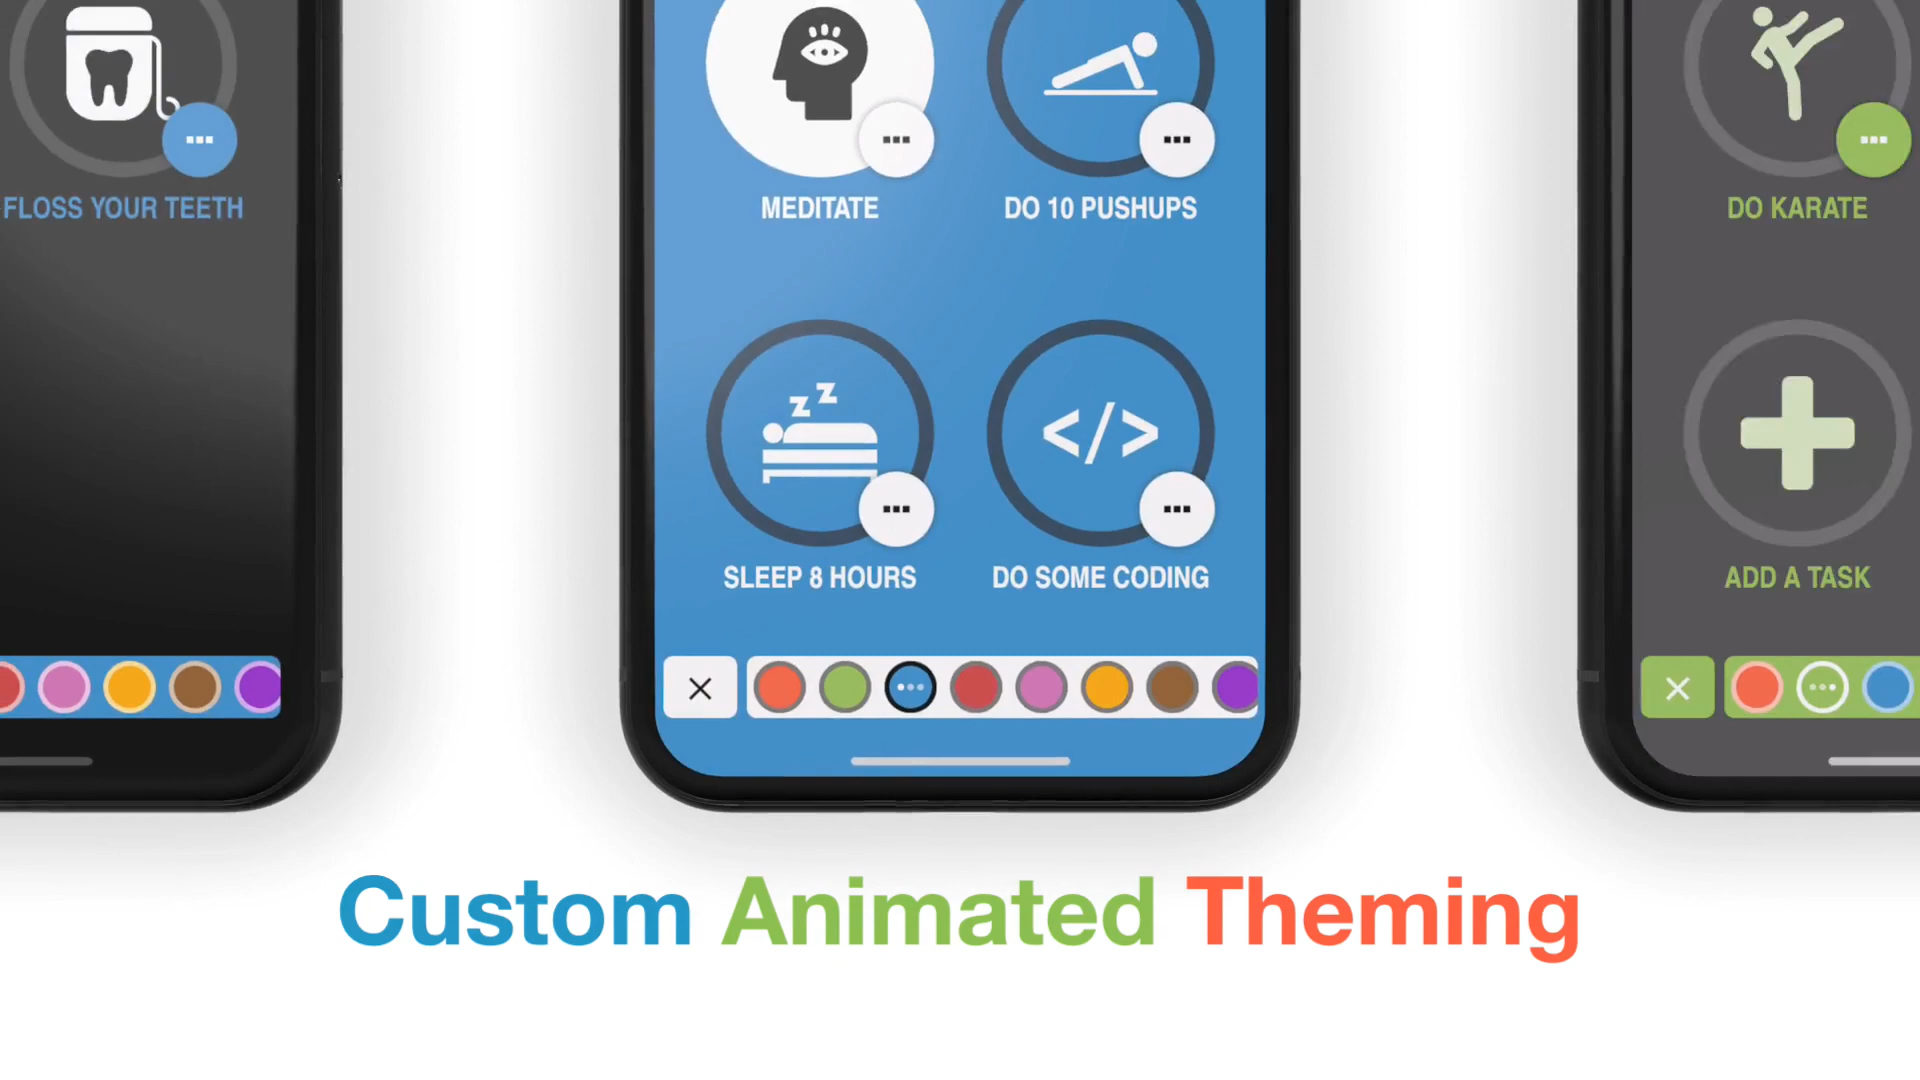 FLOSS YOUR TEETH
MEDITATE
DO 10 PUSHUPS
DO KARATE
z z
</>
SLEEP 8 HOURS
DO SOME CODING
ADD A TASK
Custom Animated Theming